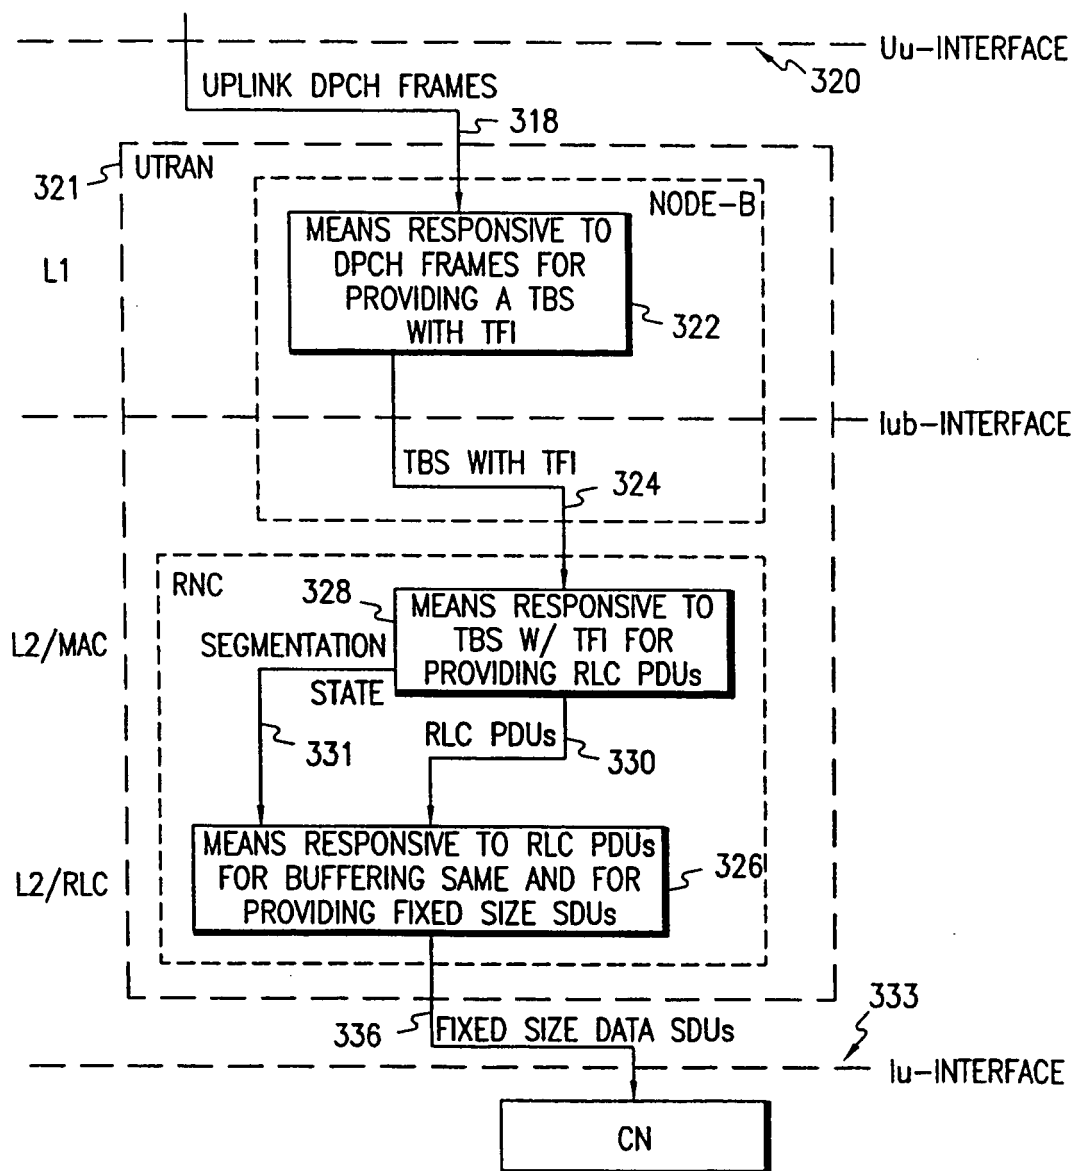 Uu-INTERFACE
320
UPLINK DPCH FRAMES
318
321
UTRAN
NODE-B
L1
MEANS RESPONSIVE TO
DPCH FRAMES FOR
PROVIDING A TBS
WITH TFI
322
Iub-INTERFACE
TBS WITH TFI
324
RNC
328
L2/MAC
MEANS RESPONSIVE TO
TBS W/ TFI FOR
PROVIDING RLC PDUs
SEGMENTATION
STATE
331
RLC PDUs
330
L2/RLC
MEANS RESPONSIVE TO RLC PDUs
FOR BUFFERING SAME AND FOR
PROVIDING FIXED SIZE SDUs
326
336
FIXED SIZE DATA SDUs
333
Iu-INTERFACE
CN